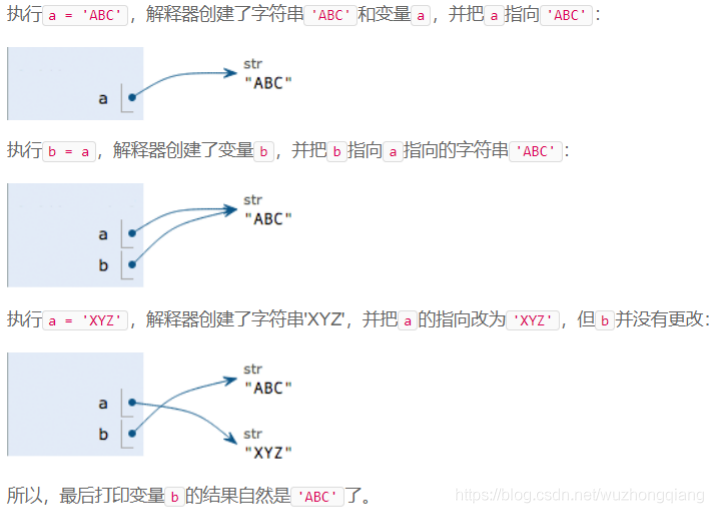 执行a = 'ABC'，解释器创建了字符串'ABC'和变量a，并把a指向'ABC'：
str
"ABC"
a
执行b = a，解释器创建了变量b，并把b指向a指向的字符串'ABC'：
str
"ABC"
a
b
执行a = 'XYZ'，解释器创建了字符串'XYZ'，并把a的指向改为'XYZ'，但b并没有更改：
str
"ABC"
a
b
str
"XYZ"
所以，最后打印变量b的结果自然是'ABC'了。
https://blog.csdn.net/wuzhongqiang